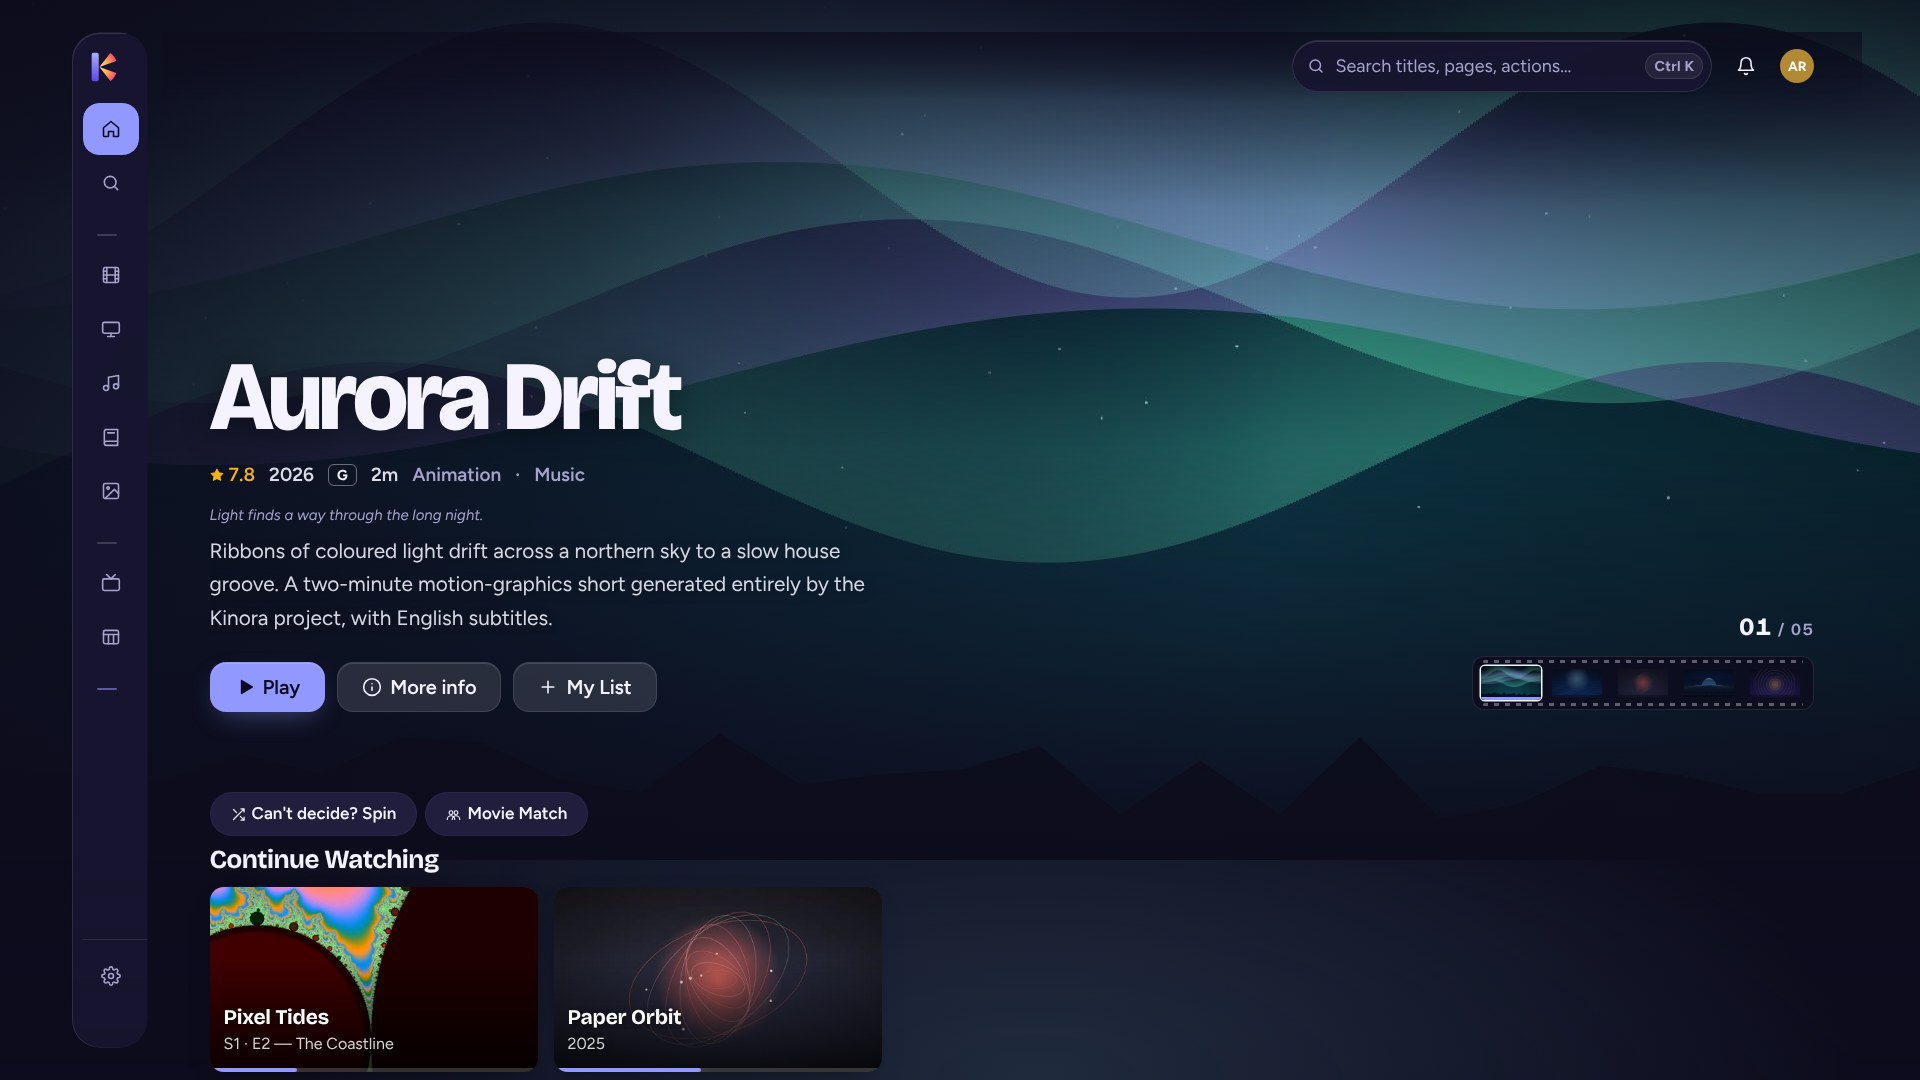 Search titles, pages, actions...
Ctrl K
AR
Aurora Drift
7.8 2026 G 2m Animation · Music
Light finds a way through the long night.
Ribbons of coloured light drift across a northern sky to a slow house
groove. A two-minute motion-graphics short generated entirely by the
Kinora project, with English subtitles.
01 / 05
Play
More info
My List
Can't decide? Spin
Movie Match
Continue Watching
Pixel Tides
S1 · E2 — The Coastline
Paper Orbit
2025